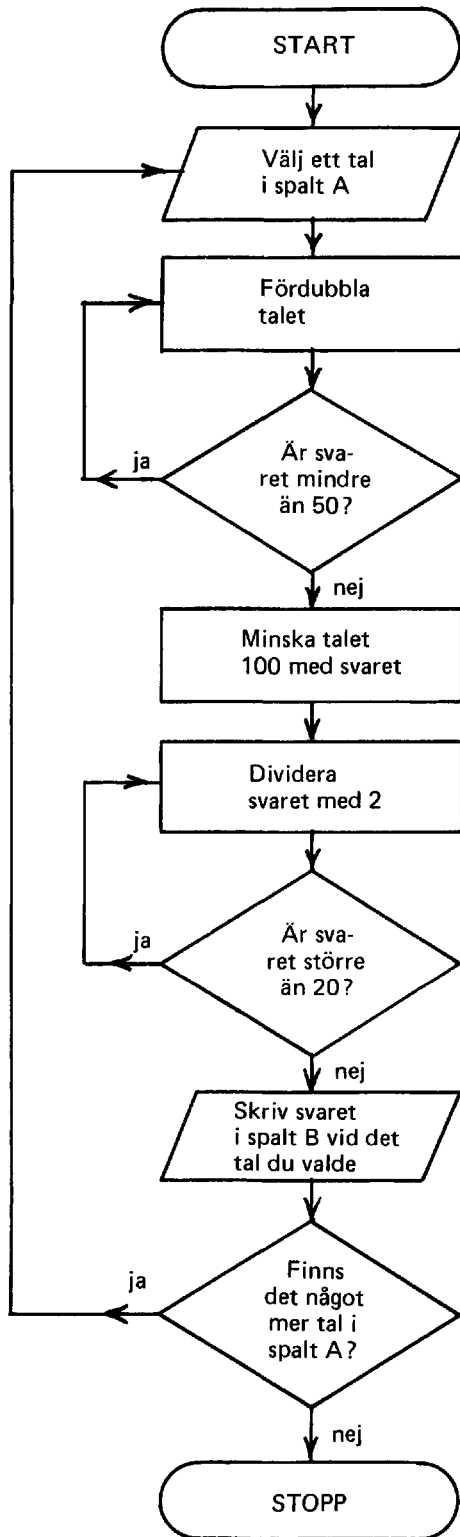 START
Välj ett tal
i spalt A
Fördubbla
talet
Är sva-
ret mindre
än 50?
ja
nej
Minska talet
100 med svaret
Dividera
svaret med 2
Är sva-
ret större
än 20?
ja
nej
Skriv svaret
i spalt B vid det
tal du valde
Finns
det något
mer tal i
spalt A?
ja
nej
STOPP